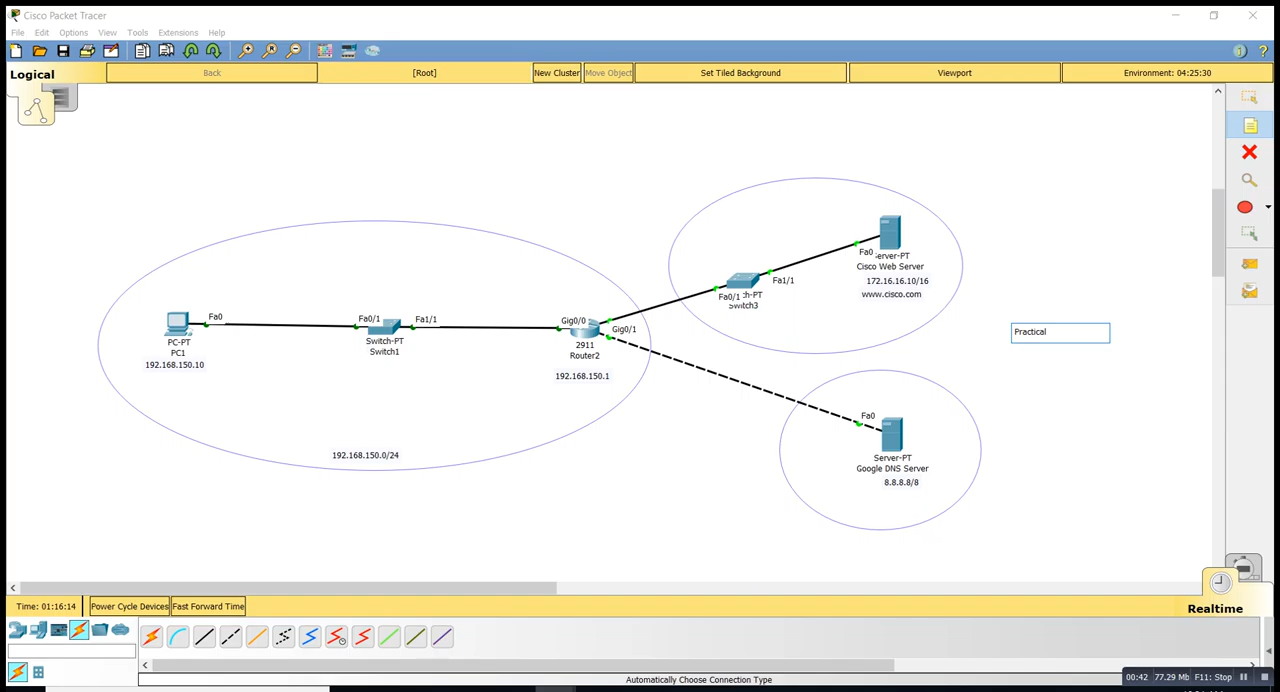 Cisco Packet Tracer
File Edit Options View Tools Extensions Help
Logical
Back
[Root]
New Cluster
Move Object
Set Tiled Background
Viewport
Environment: 04:25:30
Fa0
PC-PT
PC1
192.168.150.10
Fa0/1
Fa1/1
Switch-PT
Switch1
Gig0/0
Gig0/1
2911
Router2
192.168.150.1
192.168.150.0/24
Fa0/1
Fa1/1
ch-PT
Switch3
Fa0
erver-PT
Cisco Web Server
172.16.16.10/16
www.cisco.com
Practical
Fa0
Server-PT
Google DNS Server
8.8.8.8/8
Time: 01:16:14
Power Cycle Devices
Fast Forward Time
Realtime
Automatically Choose Connection Type
00:42 77.29 Mb F11: Stop